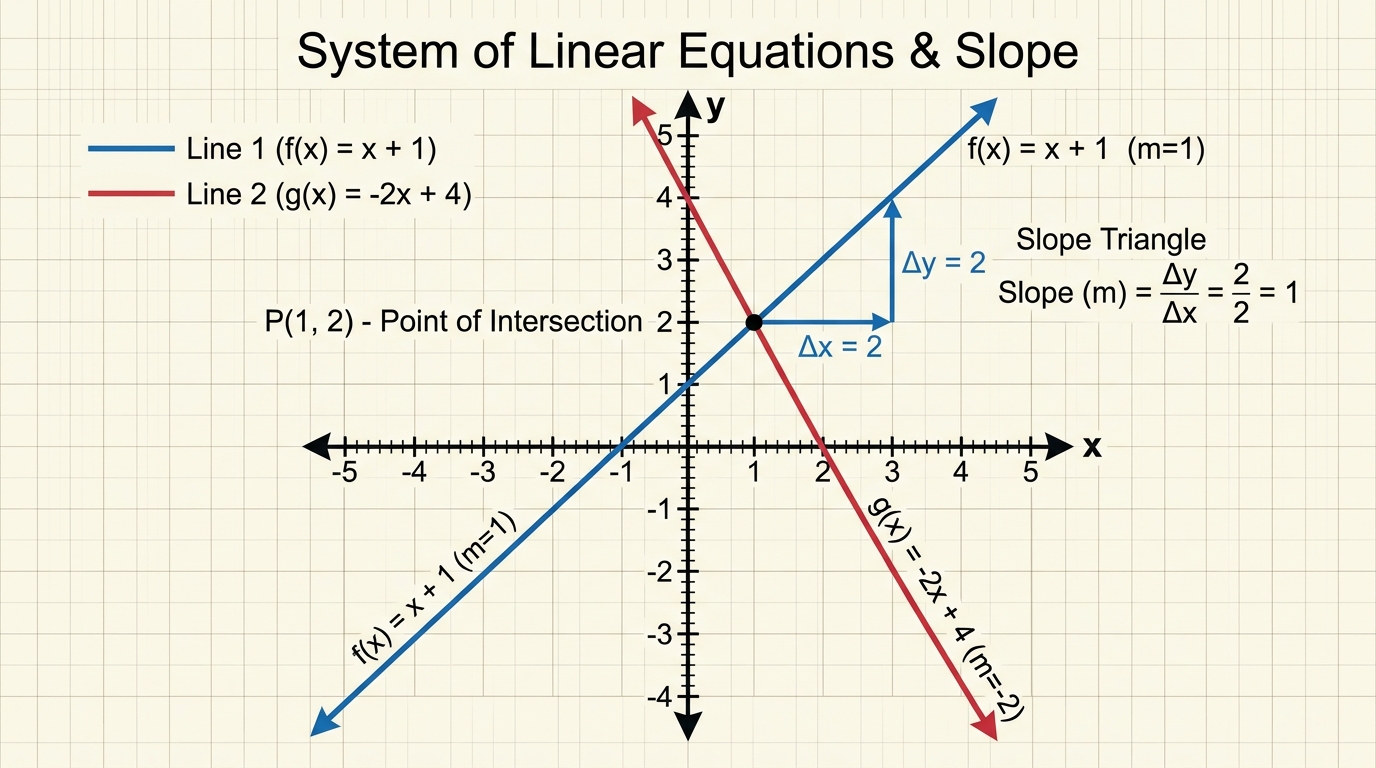 System of Linear Equations & Slope
Line 1 (f(x) = x + 1)
Line 2 (g(x) = -2x + 4)
y
5
4
3
2
1
-1
-2
-3
-4
f(x) = x + 1 (m=1)
Slope Triangle
Slope (m) = Δy/Δx = 2/2 = 1
Δy = 2
Δx = 2
P(1, 2) - Point of Intersection
x
-5 -4 -3 -2 -1 1 2 3 4 5
f(x) = x + 1 (m=1)
g(x) = -2x + 4 (m=-2)